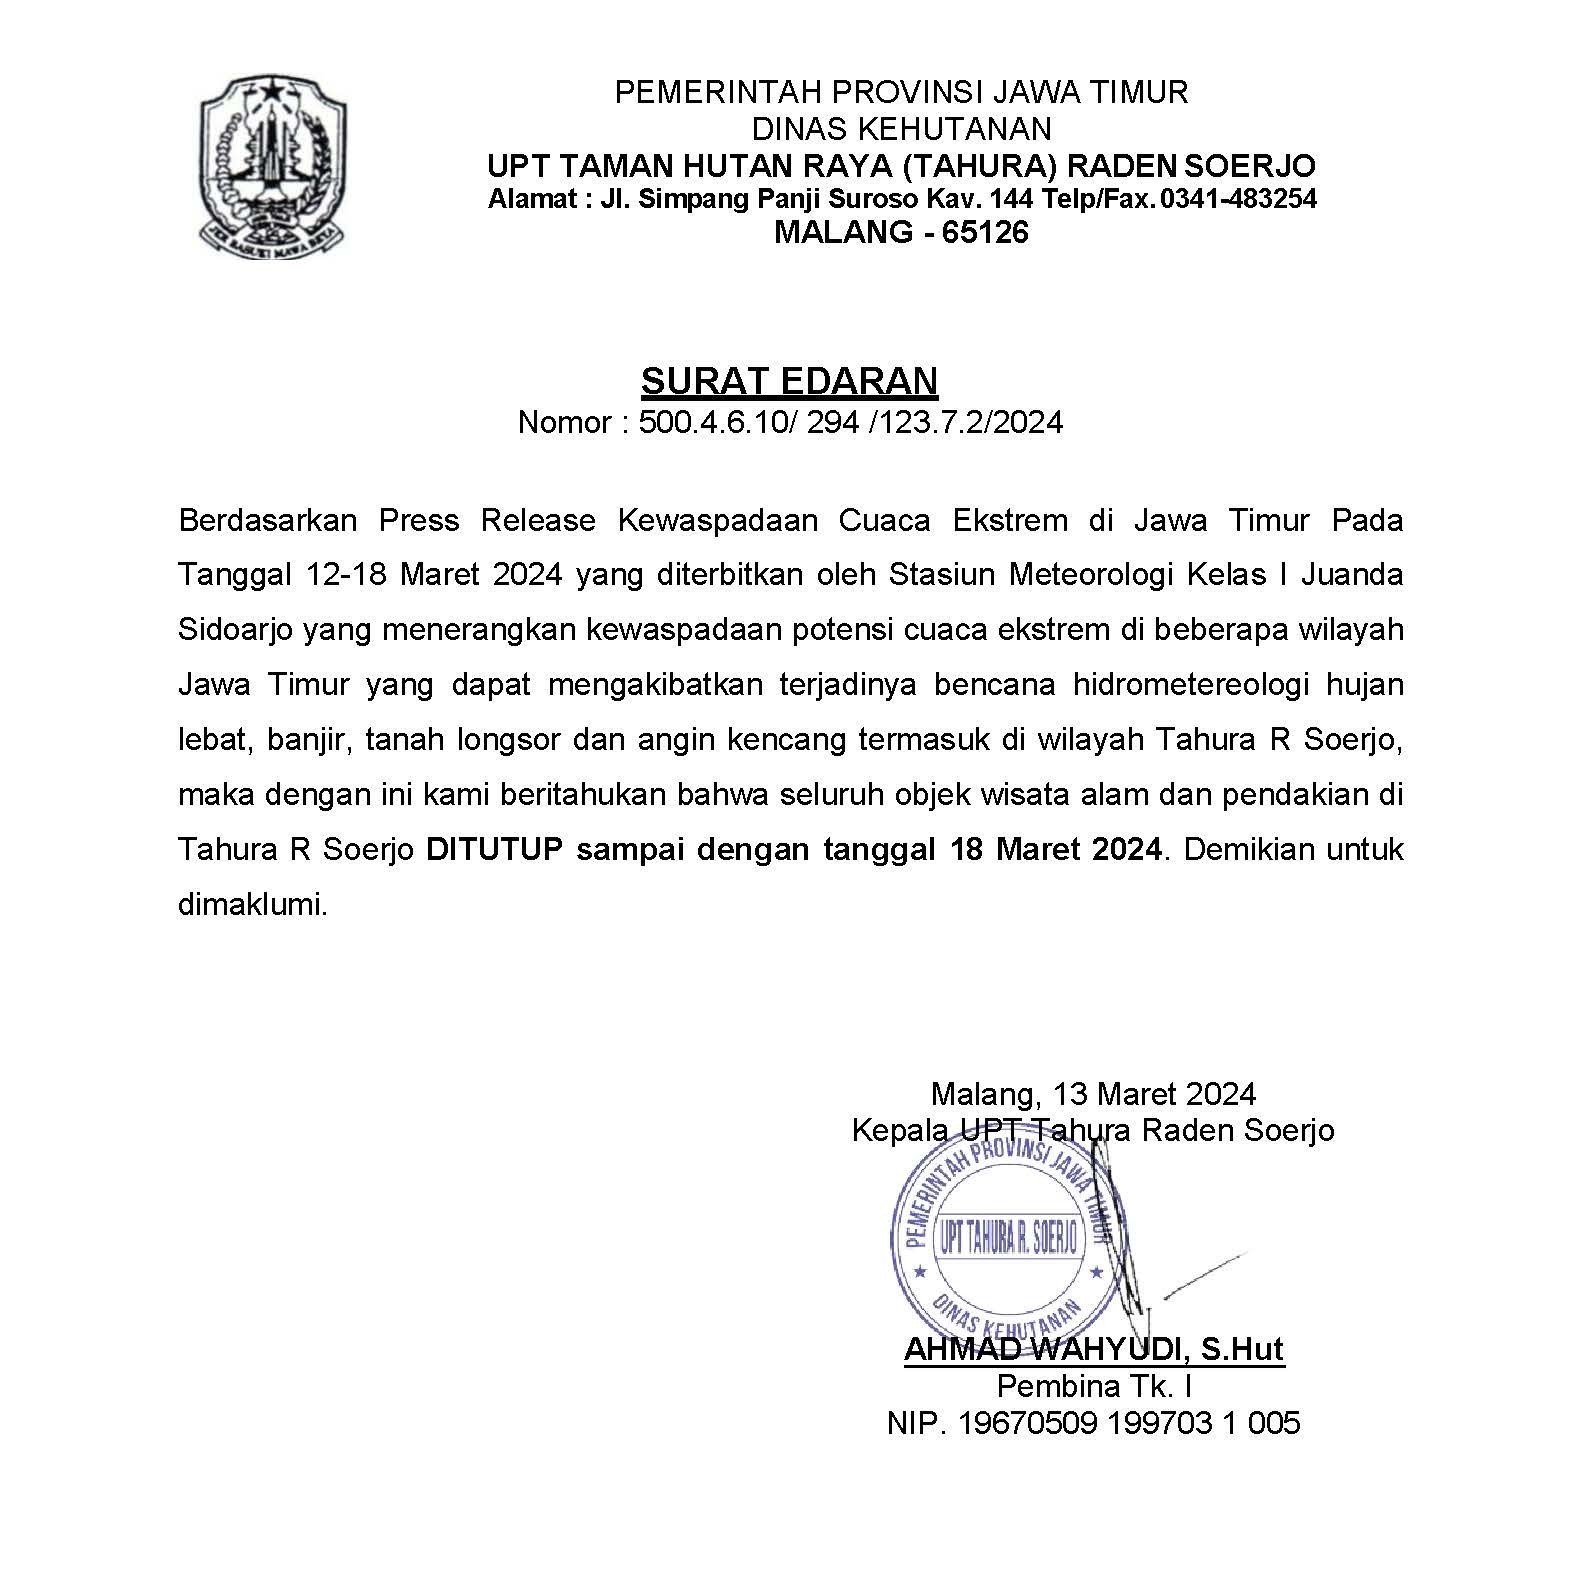 PEMERINTAH PROVINSI JAWA TIMUR
DINAS KEHUTANAN
UPT TAMAN HUTAN RAYA (TAHURA) RADEN SOERJO
Alamat : Jl. Simpang Panji Suroso Kav. 144 Telp/Fax. 0341-483254
MALANG - 65126
JER BASUKI MAWA BEYA
SURAT EDARAN
Nomor : 500.4.6.10/ 294 /123.7.2/2024
Berdasarkan Press Release Kewaspadaan Cuaca Ekstrem di Jawa Timur Pada
Tanggal 12-18 Maret 2024 yang diterbitkan oleh Stasiun Meteorologi Kelas I Juanda
Sidoarjo yang menerangkan kewaspadaan potensi cuaca ekstrem di beberapa wilayah
Jawa Timur yang dapat mengakibatkan terjadinya bencana hidrometereologi hujan
lebat, banjir, tanah longsor dan angin kencang termasuk di wilayah Tahura R Soerjo,
maka dengan ini kami beritahukan bahwa seluruh objek wisata alam dan pendakian di
Tahura R Soerjo DITUTUP sampai dengan tanggal 18 Maret 2024. Demikian untuk
dimaklumi.
Malang, 13 Maret 2024
Kepala UPT Tahura Raden Soerjo
PEMERINTAH PROVINSI JAWA TIMUR
UPT TAHURA R. SOERJO
DINAS KEHUTANAN
AHMAD WAHYUDI, S.Hut
Pembina Tk. I
NIP. 19670509 199703 1 005